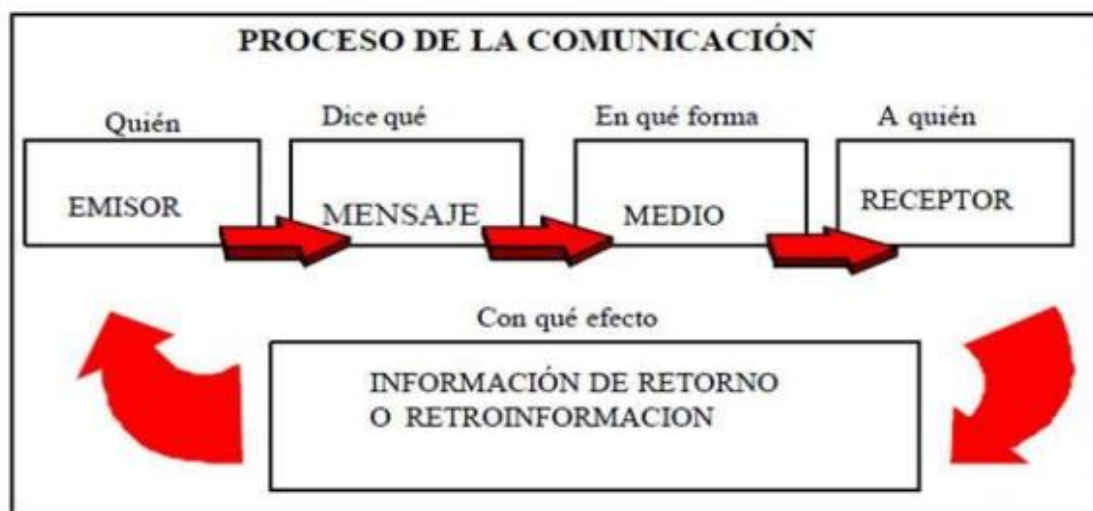 PROCESO DE LA COMUNICACIÓN
Quién
Dice qué
En qué forma
A quién
EMISOR
MENSAJE
MEDIO
RECEPTOR
Con qué efecto
INFORMACIÓN DE RETORNO
O RETROINFORMACION